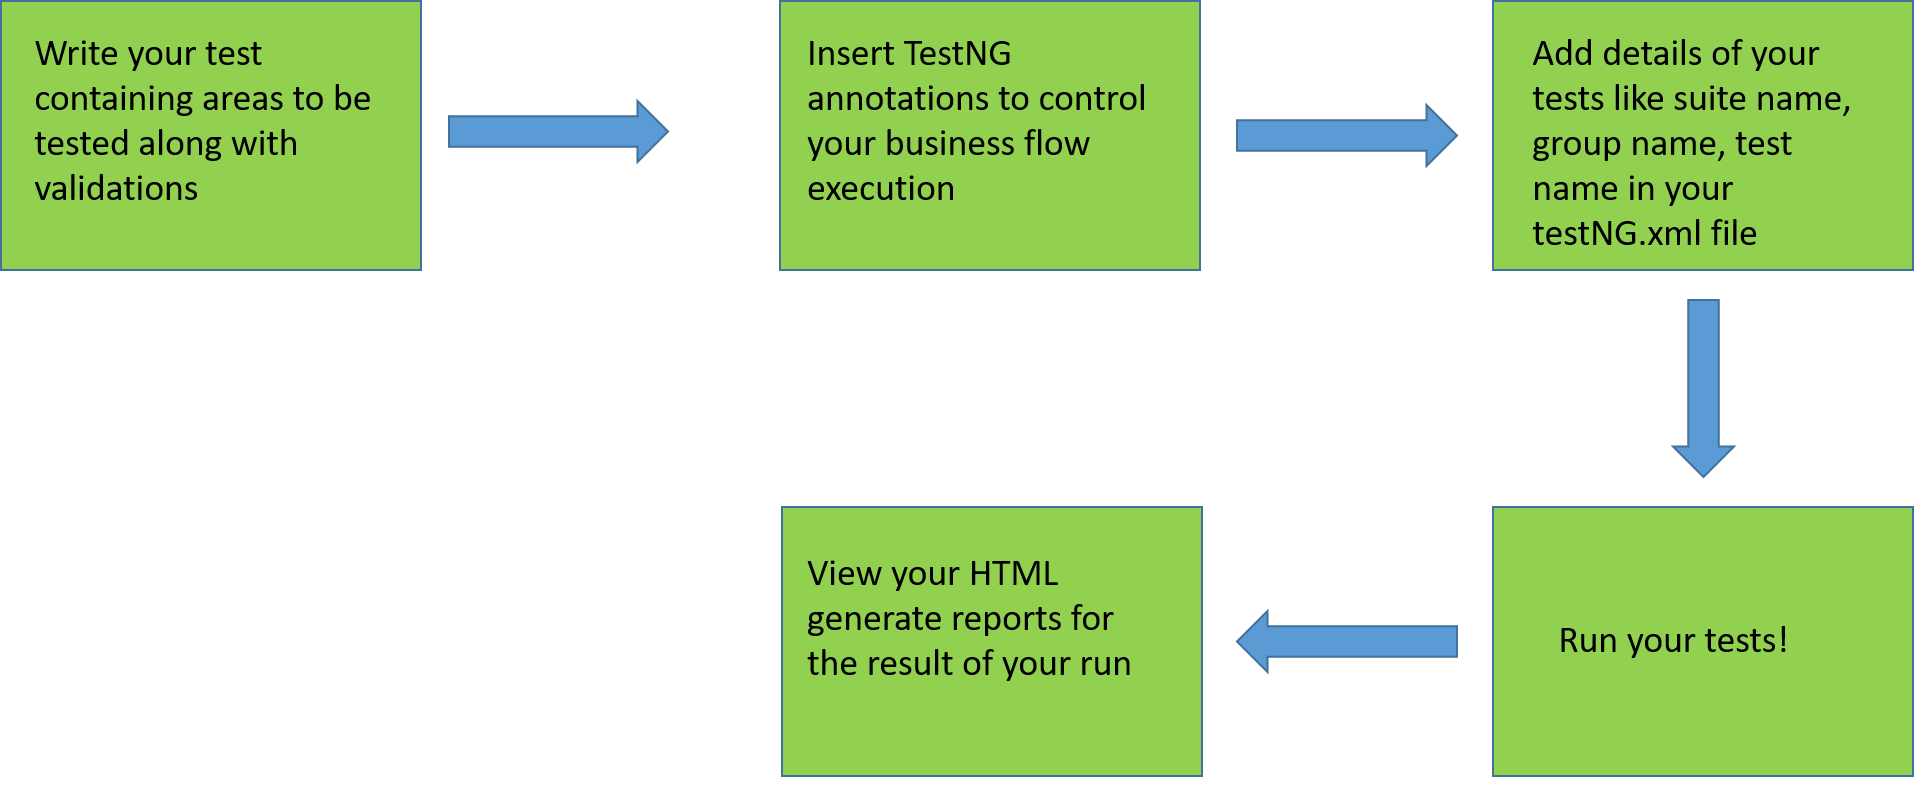 Write your test
containing areas to be
tested along with
validations
Insert TestNG
annotations to control
your business flow
execution
Add details of your
tests like suite name,
group name, test
name in your
testNG.xml file
Run your tests!
View your HTML
generate reports for
the result of your run